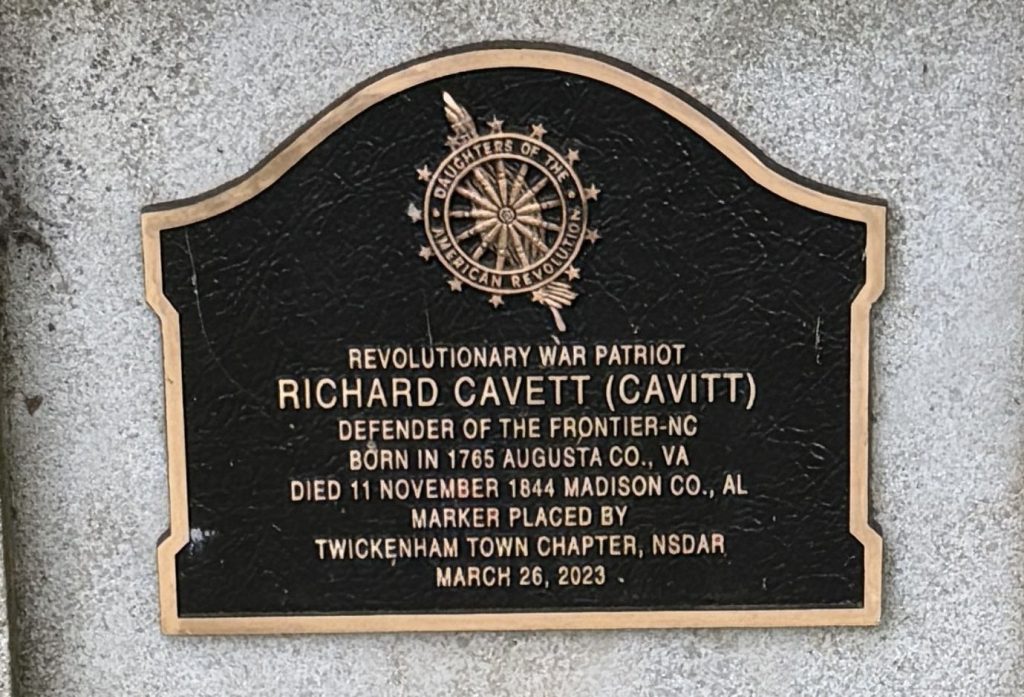 DAUGHTERS OF THE
AMERICAN REVOLUTION
REVOLUTIONARY WAR PATRIOT
RICHARD CAVETT (CAVITT)
DEFENDER OF THE FRONTIER-NC
BORN IN 1765 AUGUSTA CO., VA
DIED 11 NOVEMBER 1844 MADISON CO., AL
MARKER PLACED BY
TWICKENHAM TOWN CHAPTER, NSDAR
MARCH 26, 2023